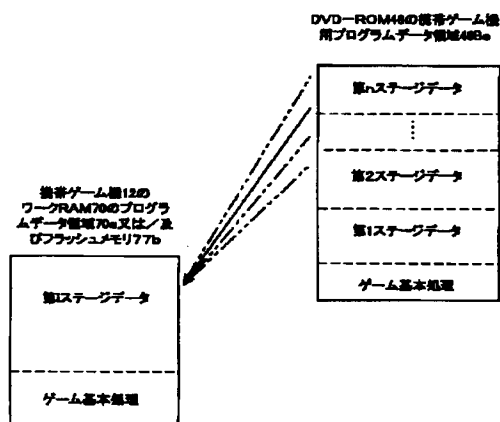 DVD-ROM48の携帯ゲーム機
用プログラムデータ領域48Ba
第nステージデータ
第2ステージデータ
第1ステージデータ
ゲーム基本処理
携帯ゲーム機12の
ワークRAM70のプログラ
ムデータ領域70a又は/及
びフラッシュメモリ77b
第iステージデータ
ゲーム基本処理